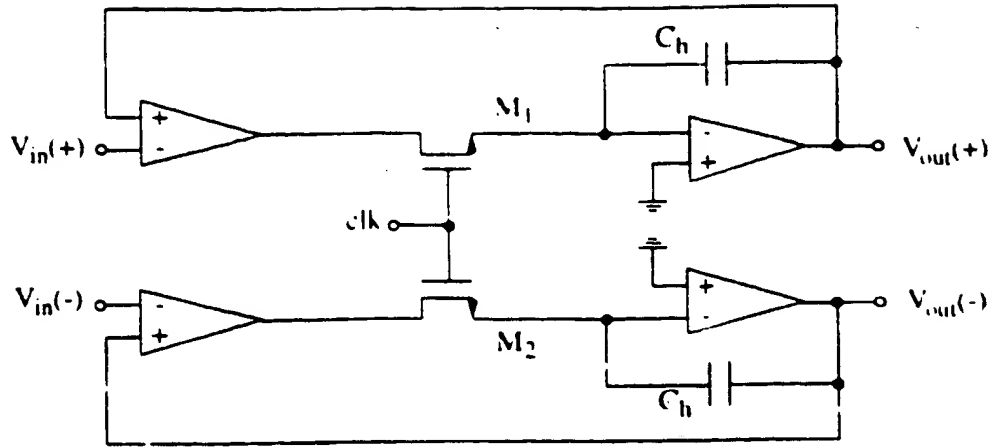 C_h
M_1
+
-
V_in(+)
-
+
V_out(+)
clk
V_in(-)
-
+
+
-
V_out(-)
M_2
C_h